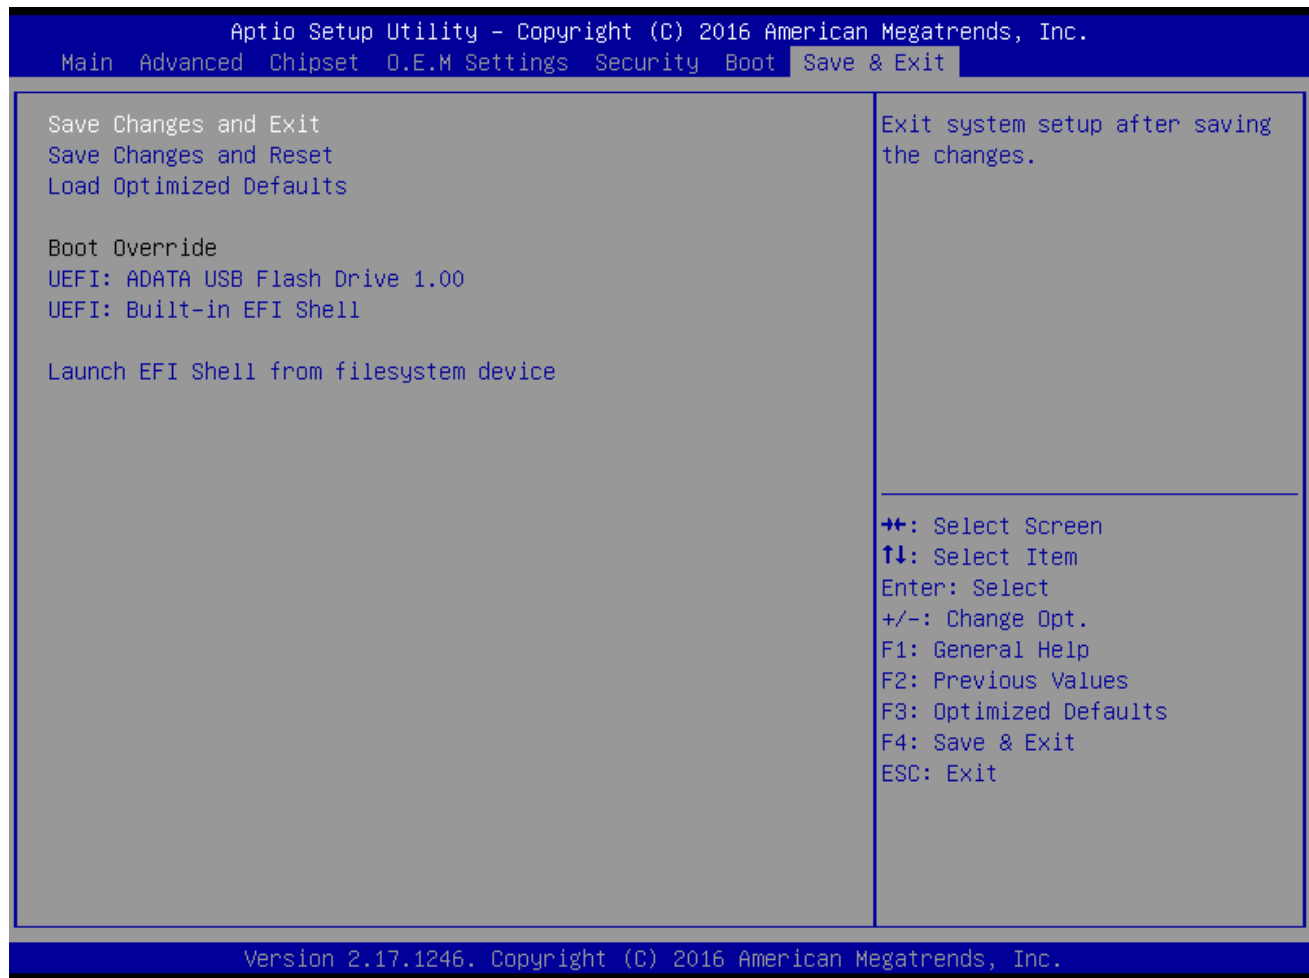 Aptio Setup Utility – Copyright (C) 2016 American Megatrends, Inc.
Main Advanced Chipset O.E.M Settings Security Boot Save & Exit
Save Changes and Exit
Save Changes and Reset
Load Optimized Defaults
Boot Override
UEFI: ADATA USB Flash Drive 1.00
UEFI: Built-in EFI Shell
Launch EFI Shell from filesystem device
Exit system setup after saving
the changes.
→←: Select Screen
↑↓: Select Item
Enter: Select
+/-: Change Opt.
F1: General Help
F2: Previous Values
F3: Optimized Defaults
F4: Save & Exit
ESC: Exit
Version 2.17.1246. Copyright (C) 2016 American Megatrends, Inc.